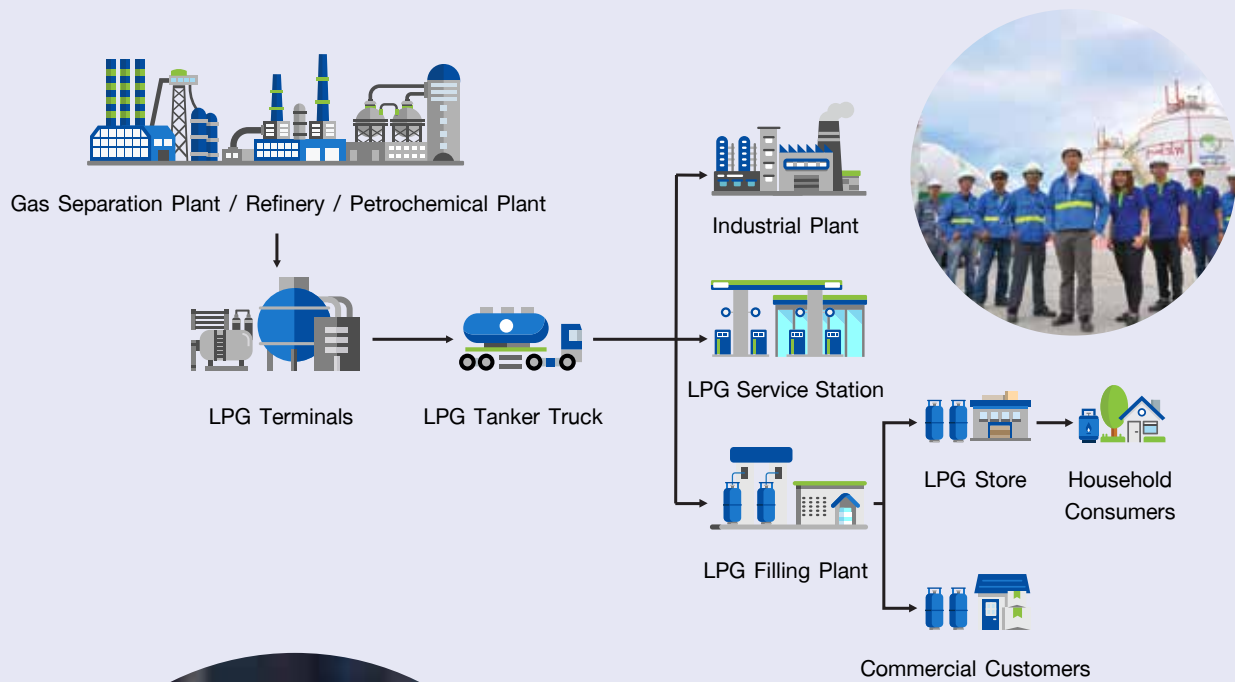 Gas Separation Plant / Refinery / Petrochemical Plant
LPG Terminals
LPG Tanker Truck
Industrial Plant
LPG Service Station
LPG Filling Plant
LPG Store
Household
Consumers
Commercial Customers